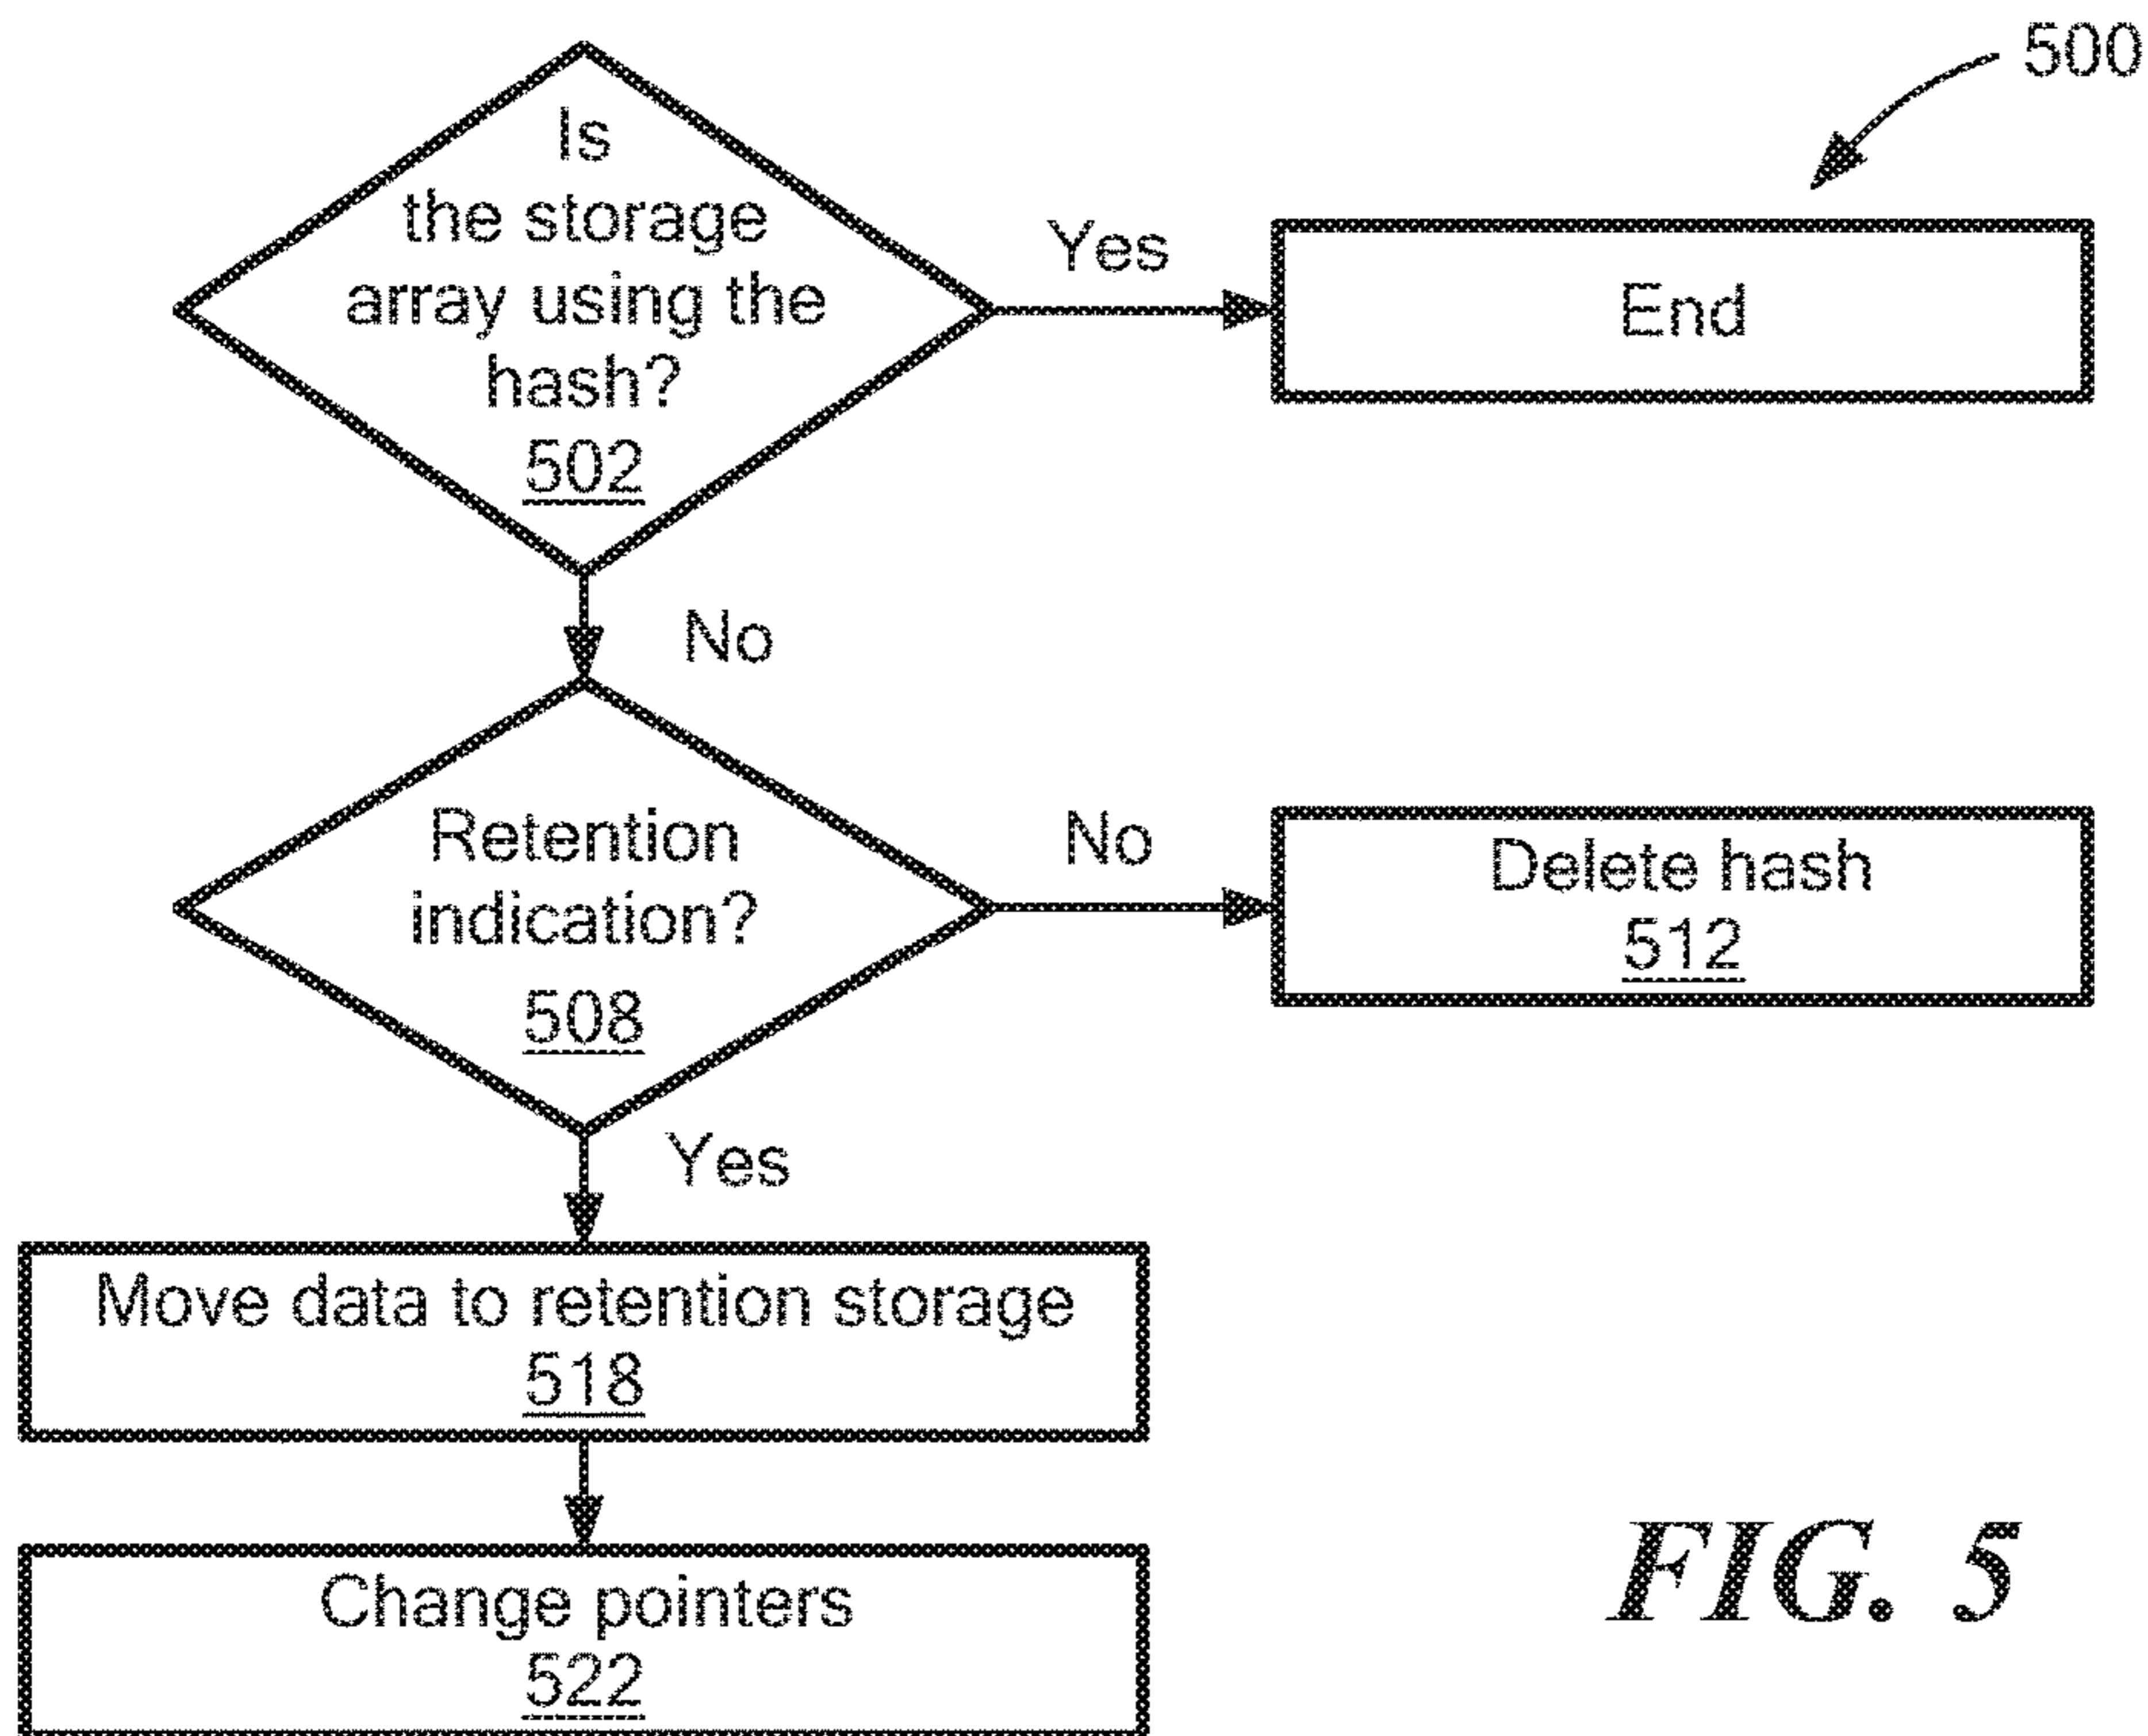 500
Is
the storage
array using the
hash?
502
Yes
End
No
Retention
indication?
508
No
Delete hash
512
Yes
Move data to retention storage
518
Change pointers
522
FIG. 5